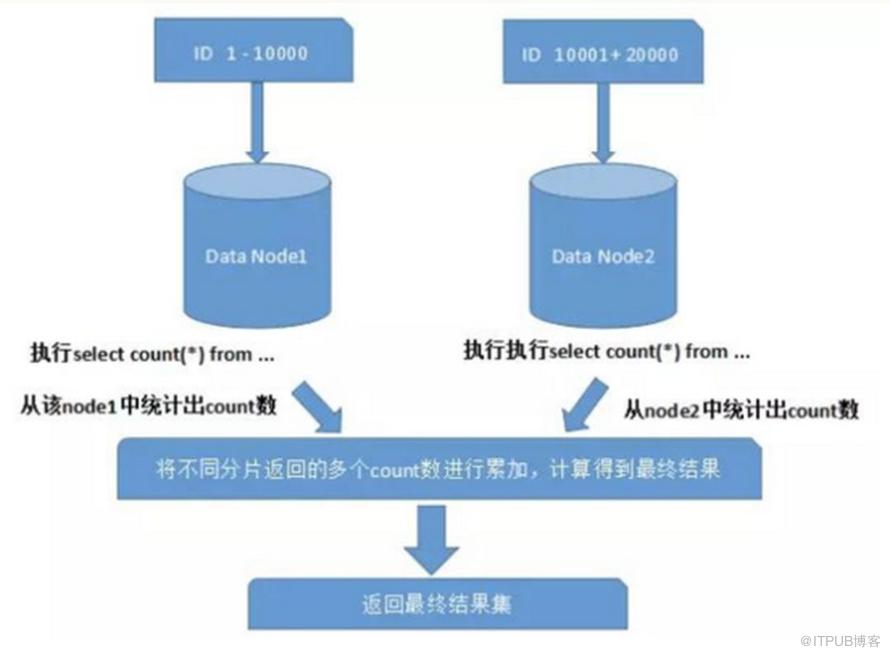 ID 1 - 10000
ID 10001+ 20000
Data Node1
Data Node2
执行select count(*) from ...
执行执行select count(*) from ...
从该node1中统计出count数
从node2中统计出count数
将不同分片返回的多个count数进行累加，计算得到最终结果
返回最终结果集
@ITPUB博客